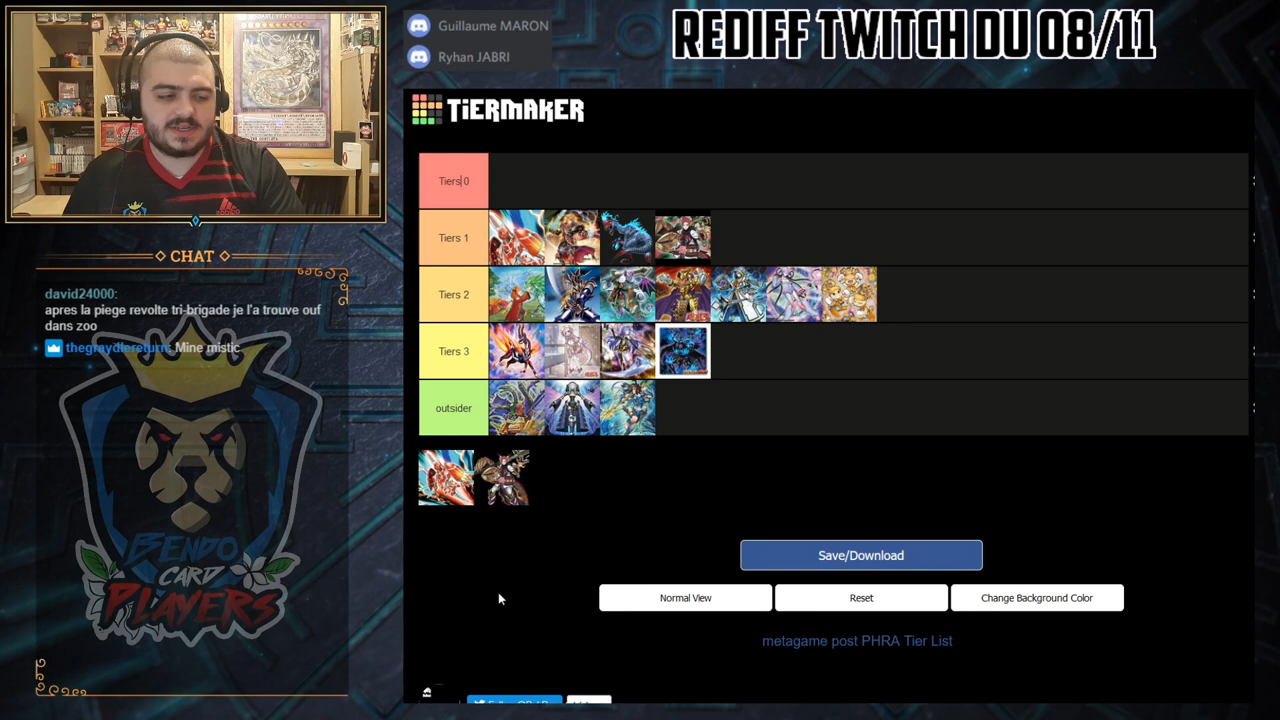 Guillaume MARON
Ryhan JABRI
REDIFF TWITCH DU 08/11
TiERMAKER
Tiers 0
Tiers 1
Tiers 2
Tiers 3
outsider
CHAT
david24000:
apres la piege revolte tri-brigade je l'a trouve ouf
dans zoo
thegraydlereturn: Mine mistic
BENDO
CARD
PLAYERS
Save/Download
Normal View
Reset
Change Background Color
metagame post PHRA Tier List